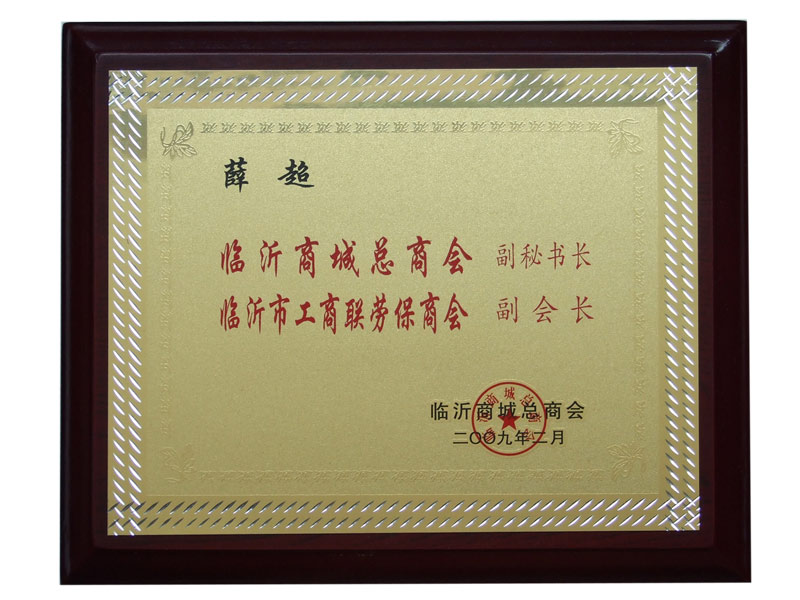 薛超
临沂商城总商会 副秘书长
临沂市工商联劳保商会 副会长
临沂商城总商会
二〇〇九年二月